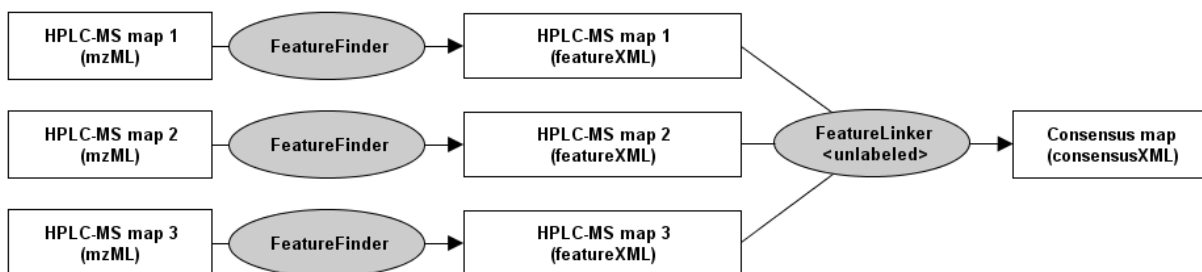 HPLC-MS map 1
(mzML)
FeatureFinder
HPLC-MS map 1
(featureXML)
HPLC-MS map 2
(mzML)
FeatureFinder
HPLC-MS map 2
(featureXML)
FeatureLinker
<unlabeled>
Consensus map
(consensusXML)
HPLC-MS map 3
(mzML)
FeatureFinder
HPLC-MS map 3
(featureXML)